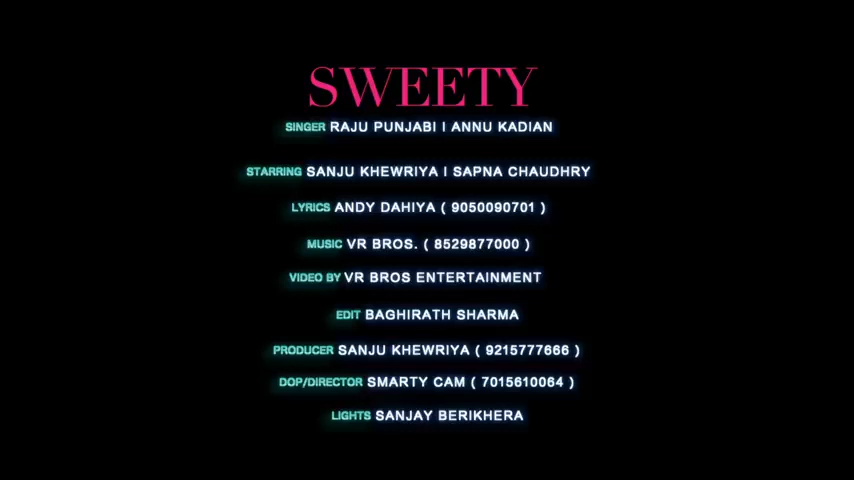 SWEETY
SINGER RAJU PUNJABI I ANNU KADIAN
STARRING SANJU KHEWRIYA I SAPNA CHAUDHRY
LYRICS ANDY DAHIYA ( 9050090701 )
MUSIC VR BROS. ( 8529877000 )
VIDEO BY VR BROS ENTERTAINMENT
EDIT BAGHIRATH SHARMA
PRODUCER SANJU KHEWRIYA ( 9215777666 )
DOP/DIRECTOR SMARTY CAM ( 7015610064 )
LIGHTS SANJAY BERIKHERA